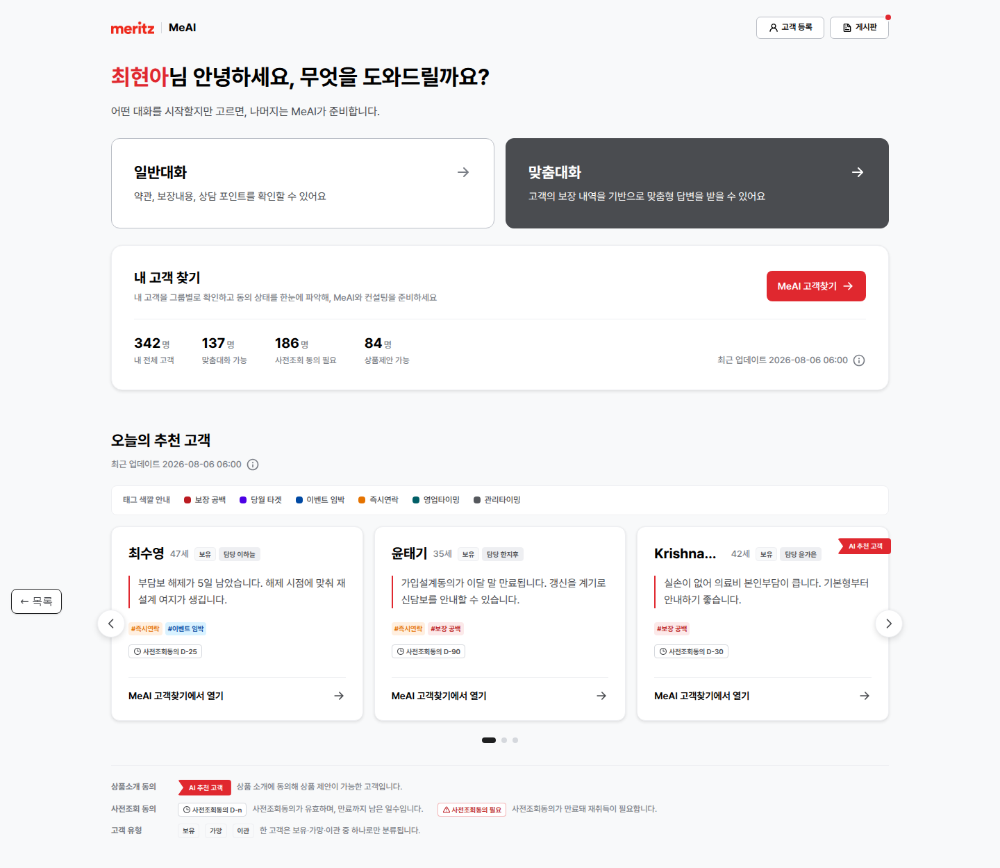 meritz MeAI
고객 등록
게시판
최현아님 안녕하세요, 무엇을 도와드릴까요?
어떤 대화를 시작할지만 고르면, 나머지는 MeAI가 준비합니다.
일반대화
약관, 보장내용, 상담 포인트를 확인할 수 있어요
맞춤대화
고객의 보장 내역을 기반으로 맞춤형 답변을 받을 수 있어요
내 고객 찾기
내 고객을 그룹별로 확인하고 동의 상태를 한눈에 파악해, MeAI와 컨설팅을 준비하세요
MeAI 고객찾기
342 명
내 전체 고객
137 명
맞춤대화 가능
186 명
사전조회 동의 필요
84 명
상품제안 가능
최근 업데이트 2026-08-06 06:00
오늘의 추천 고객
최근 업데이트 2026-08-06 06:00
태그 색깔 안내 보장 공백 당월 타겟 이벤트 임박 즉시연락 영업타이밍 관리타이밍
최수영 47세 보유 담당 이하늘
부담보 해제가 5일 남았습니다. 해제 시점에 맞춰 재
설계 여지가 생깁니다.
#즉시연락 #이벤트 임박
사전조회동의 D-25
MeAI 고객찾기에서 열기
윤태기 35세 보유 담당 한지후
가입설계동의가 이달 말 만료됩니다. 갱신을 계기로
신담보를 안내할 수 있습니다.
#즉시연락 #보장 공백
사전조회동의 D-90
MeAI 고객찾기에서 열기
AI 추천 고객
Krishna... 42세 보유 담당 윤가은
실손이 없어 의료비 본인부담이 큽니다. 기본형부터
안내하기 좋습니다.
#보장 공백
사전조회동의 D-30
MeAI 고객찾기에서 열기
← 목록
상품소개 동의 AI 추천 고객 상품 소개에 동의해 상품 제안이 가능한 고객입니다.
사전조회 동의 사전조회동의 D-n 사전조회동의가 유효하며, 만료까지 남은 일수입니다. 사전조회동의 필요 사전조회동의가 만료돼 재취득이 필요합니다.
고객 유형 보유 가망 이관 한 고객은 보유·가망·이관 중 하나로만 분류됩니다.